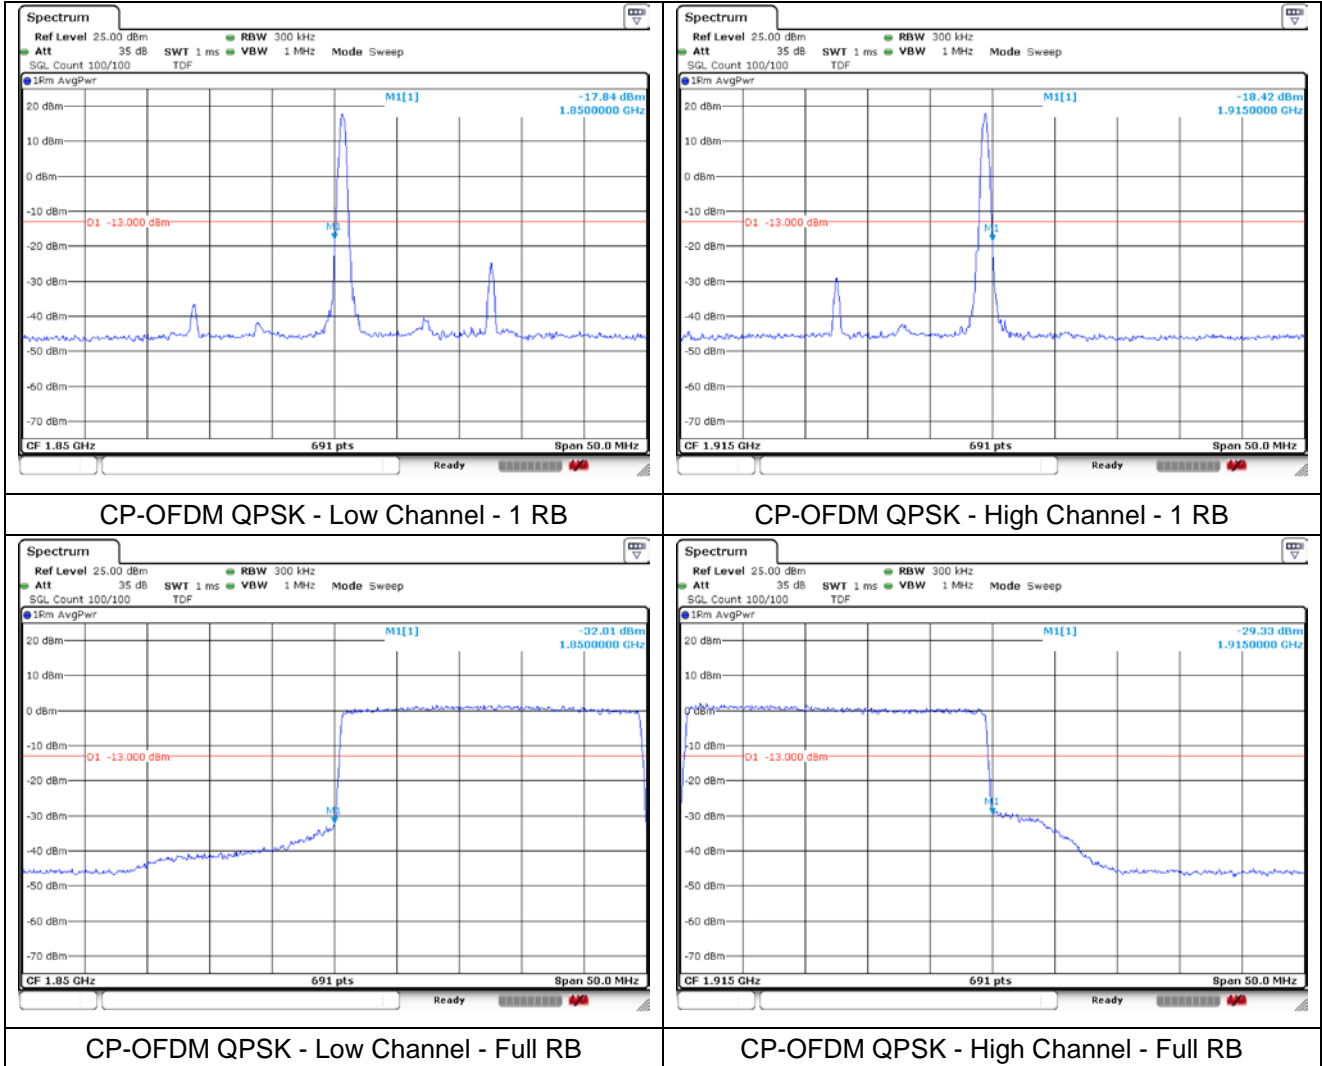 Spectrum
Ref Level 25.00 dBm RBW 300 kHz
Att 35 dB SWT 1 ms VBW 1 MHz Mode Sweep
SGL Count 100/100 TDF
1Rm AvgPwr
M1[1] -17.84 dBm
1.8500000 GHz
20 dBm
10 dBm
0 dBm
-10 dBm
D1 -13.000 dBm
M1
-20 dBm
-30 dBm
-40 dBm
-50 dBm
-60 dBm
-70 dBm
CF 1.85 GHz 691 pts Span 50.0 MHz
Ready
CP-OFDM QPSK - Low Channel - 1 RB
Spectrum
Ref Level 25.00 dBm RBW 300 kHz
Att 35 dB SWT 1 ms VBW 1 MHz Mode Sweep
SGL Count 100/100 TDF
1Rm AvgPwr
M1[1] -18.42 dBm
1.9150000 GHz
20 dBm
10 dBm
0 dBm
-10 dBm
D1 -13.000 dBm
M1
-20 dBm
-30 dBm
-40 dBm
-50 dBm
-60 dBm
-70 dBm
CF 1.915 GHz 691 pts Span 50.0 MHz
Ready
CP-OFDM QPSK - High Channel - 1 RB
Spectrum
Ref Level 25.00 dBm RBW 300 kHz
Att 35 dB SWT 1 ms VBW 1 MHz Mode Sweep
SGL Count 100/100 TDF
1Rm AvgPwr
M1[1] -32.01 dBm
1.8500000 GHz
20 dBm
10 dBm
0 dBm
-10 dBm
D1 -13.000 dBm
-20 dBm
M1
-30 dBm
-40 dBm
-50 dBm
-60 dBm
-70 dBm
CF 1.85 GHz 691 pts Span 50.0 MHz
Ready
CP-OFDM QPSK - Low Channel - Full RB
Spectrum
Ref Level 25.00 dBm RBW 300 kHz
Att 35 dB SWT 1 ms VBW 1 MHz Mode Sweep
SGL Count 100/100 TDF
1Rm AvgPwr
M1[1] -29.33 dBm
1.9150000 GHz
20 dBm
10 dBm
0 dBm
-10 dBm
D1 -13.000 dBm
-20 dBm
M1
-30 dBm
-40 dBm
-50 dBm
-60 dBm
-70 dBm
CF 1.915 GHz 691 pts Span 50.0 MHz
Ready
CP-OFDM QPSK - High Channel - Full RB